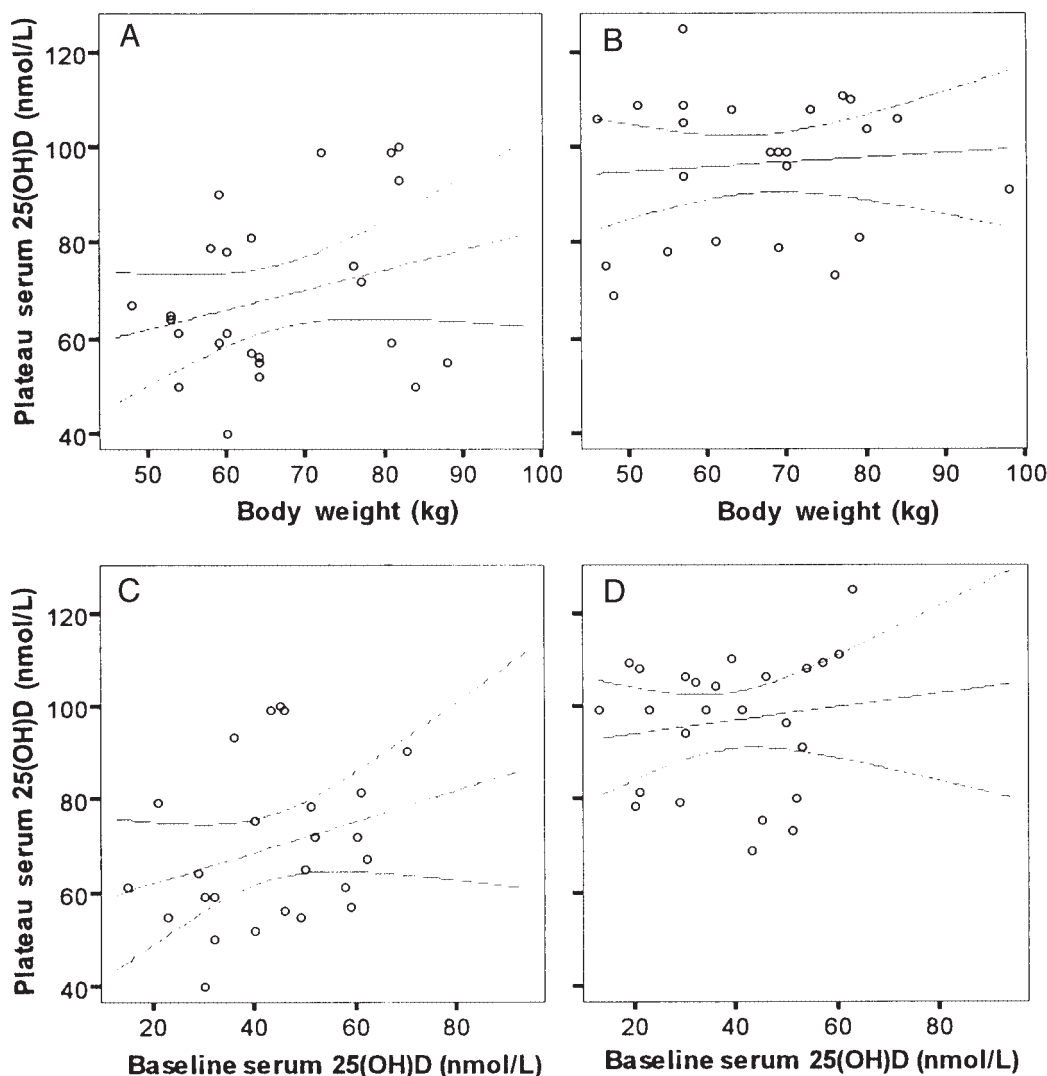 A
B
Plateau serum 25(OH)D (nmol/L)
120
100
80
60
40
50 60 70 80 90 100
50 60 70 80 90 100
Body weight (kg)
Body weight (kg)
C
D
Plateau serum 25(OH)D (nmol/L)
120
100
80
60
40
20 40 60 80
20 40 60 80
Baseline serum 25(OH)D (nmol/L)
Baseline serum 25(OH)D (nmol/L)